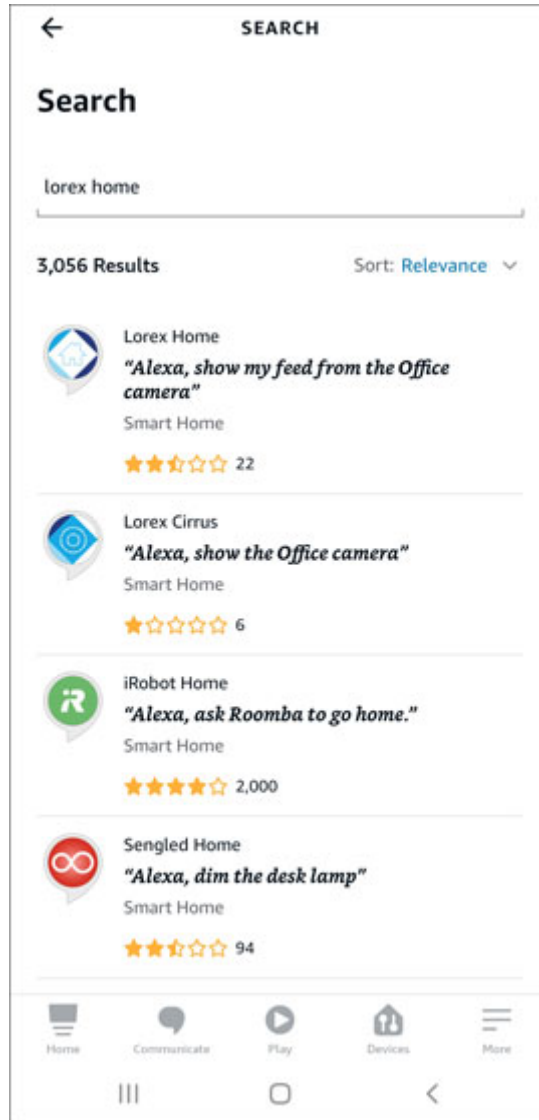 SEARCH
Search
lorex home
3,056 Results Sort: Relevance
Lorex Home
“Alexa, show my feed from the Office
camera”
Smart Home
22
Lorex Cirrus
“Alexa, show the Office camera”
Smart Home
6
iR
iRobot Home
“Alexa, ask Roomba to go home.”
Smart Home
2,000
Sengled Home
“Alexa, dim the desk lamp”
Smart Home
94
Home Communicate Play Devices More